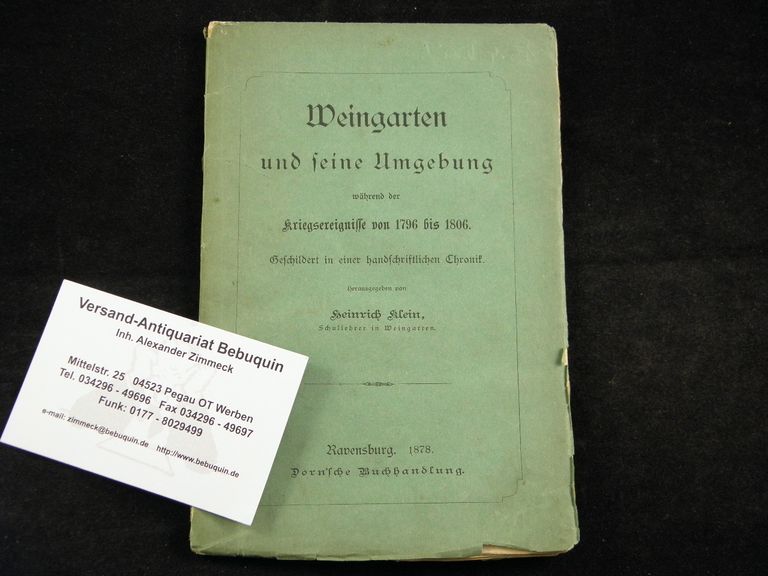 Weingarten
und seine Umgebung
während der
Kriegsereignisse von 1796 bis 1806.
Geschildert in einer handschriftlichen Chronik.
Herausgegeben von
Heinrich Klein,
Schullehrer in Weingarten.
Ravensburg. 1878.
Dorn'sche Buchhandlung.
Versand-Antiquariat Bebuquin
Inh. Alexander Zimmeck
Mittelstr. 25 04523 Pegau OT Werben
Tel. 034296 - 49696 Fax 034296 - 49697
Funk: 0177 - 8029499
e-mail: zimmeck@bebuquin.de http://www.bebuquin.de